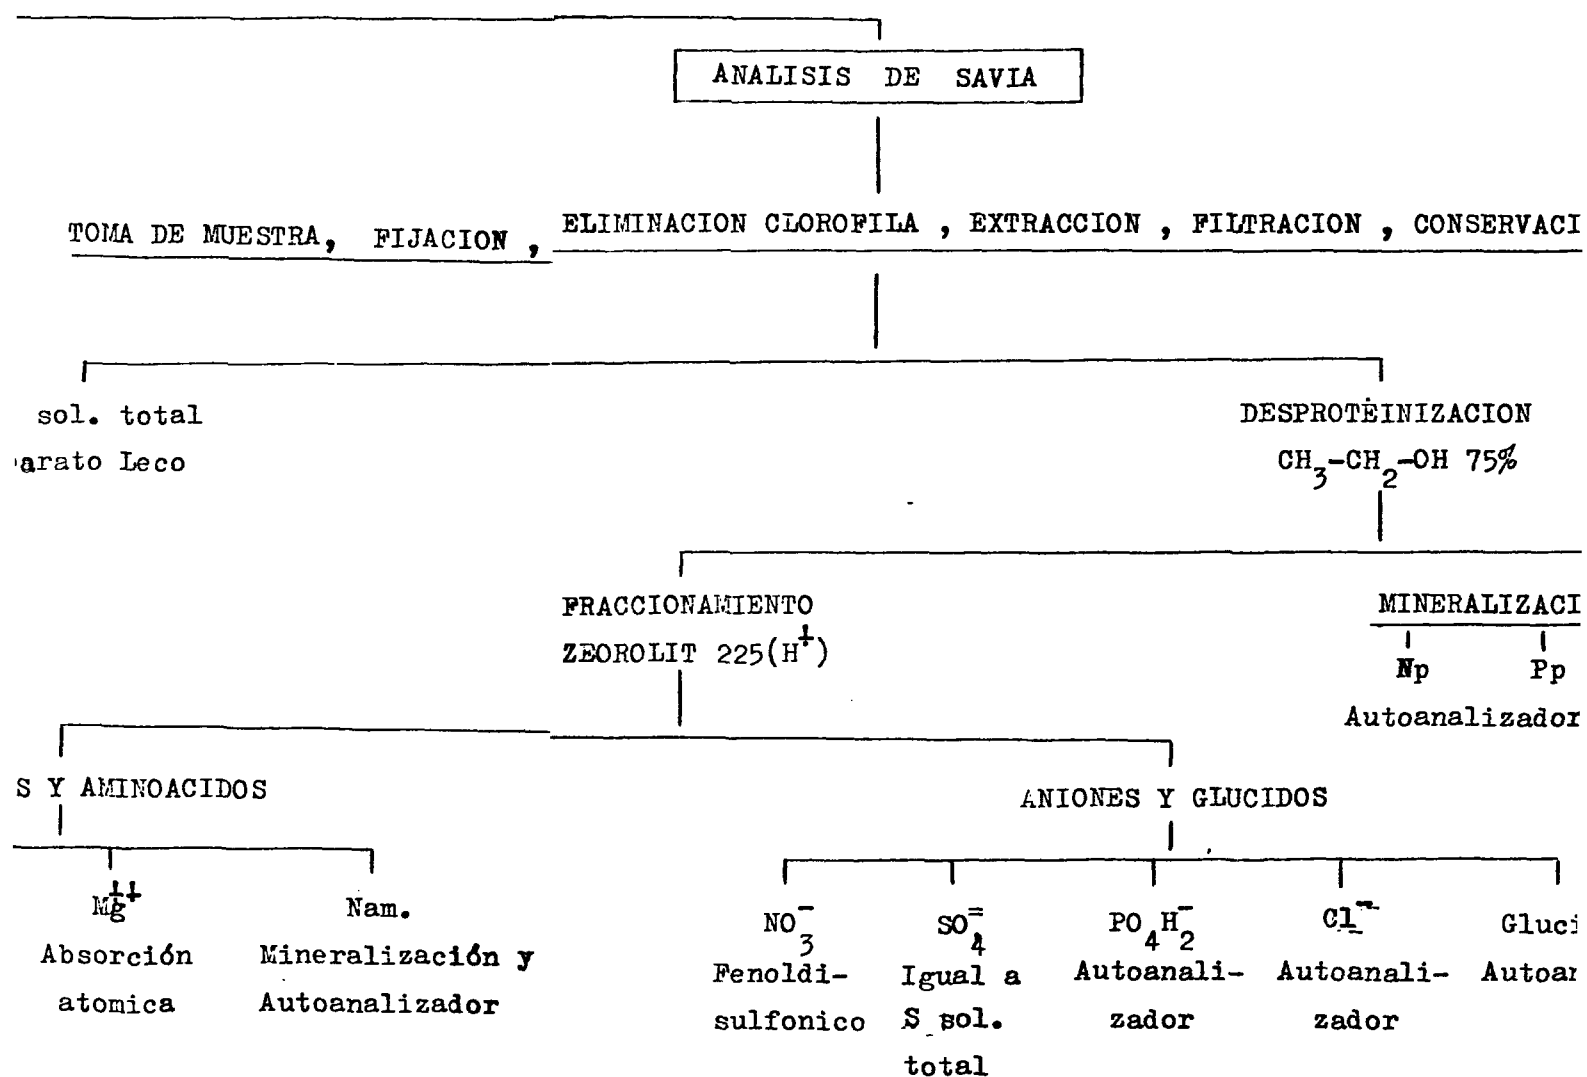 ANALISIS DE SAVIA
TOMA DE MUESTRA, FIJACION, ELIMINACION CLOROFILA, EXTRACCION, FILTRACION, CONSERVACI
sol. total
arato Leco
DESPROTEINIZACION
CH3-CH2-OH 75%
FRACCIONAMIENTO
ZEOROLIT 225(H+)
MINERALIZACI
Np Pp
Autoanalizador
S Y AMINOACIDOS
ANIONES Y GLUCIDOS
Mg++
Absorción
atomica
Nam.
Mineralización y
Autoanalizador
NO3-
Fenoldi-
sulfonico
SO4=
Igual a
S sol.
total
PO4H2-
Autoanali-
zador
Cl-
Autoanali-
zador
Gluci
Autoan